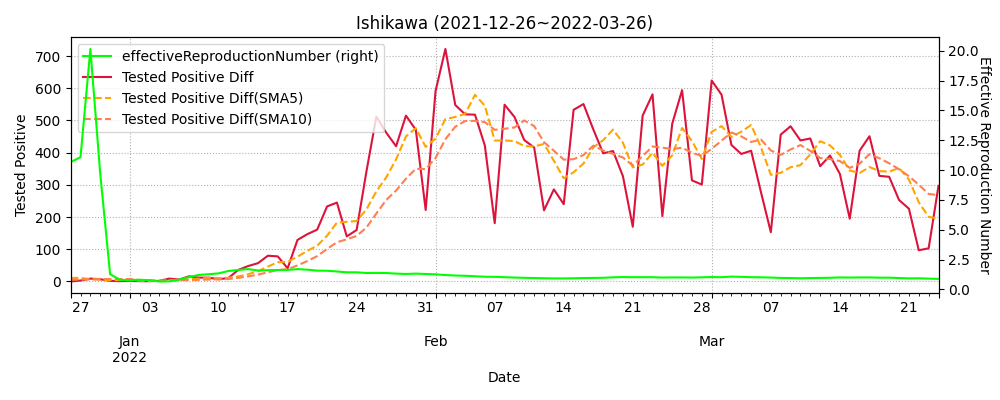 Ishikawa (2021-12-26~2022-03-26)
effectiveReproductionNumber (right)
Tested Positive Diff
Tested Positive Diff(SMA5)
Tested Positive Diff(SMA10)
Tested Positive
700
600
500
400
300
200
100
0
20.0
17.5
15.0
12.5
10.0
7.5
5.0
2.5
0.0
Effective Reproduction Number
27 03 10 17 24 31 07 14 21 28 07 14 21
Jan Feb Mar
2022
Date